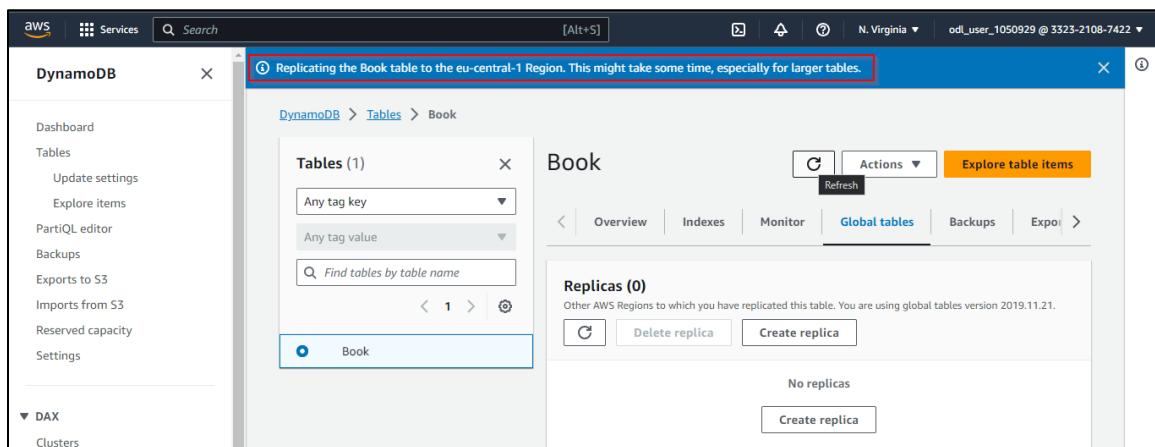 aws Services Search [Alt+S] N. Virginia odl_user_1050929 @ 3323-2108-7422
DynamoDB
Replicating the Book table to the eu-central-1 Region. This might take some time, especially for larger tables.
Dashboard
Tables
Update settings
Explore items
PartiQL editor
Backups
Exports to S3
Imports from S3
Reserved capacity
Settings
DAX
Clusters
DynamoDB > Tables > Book
Tables (1)
Any tag key
Any tag value
Find tables by table name
1
Book
Book
Actions
Explore table items
Refresh
Overview Indexes Monitor Global tables Backups Expor
Replicas (0)
Other AWS Regions to which you have replicated this table. You are using global tables version 2019.11.21.
Delete replica Create replica
No replicas
Create replica